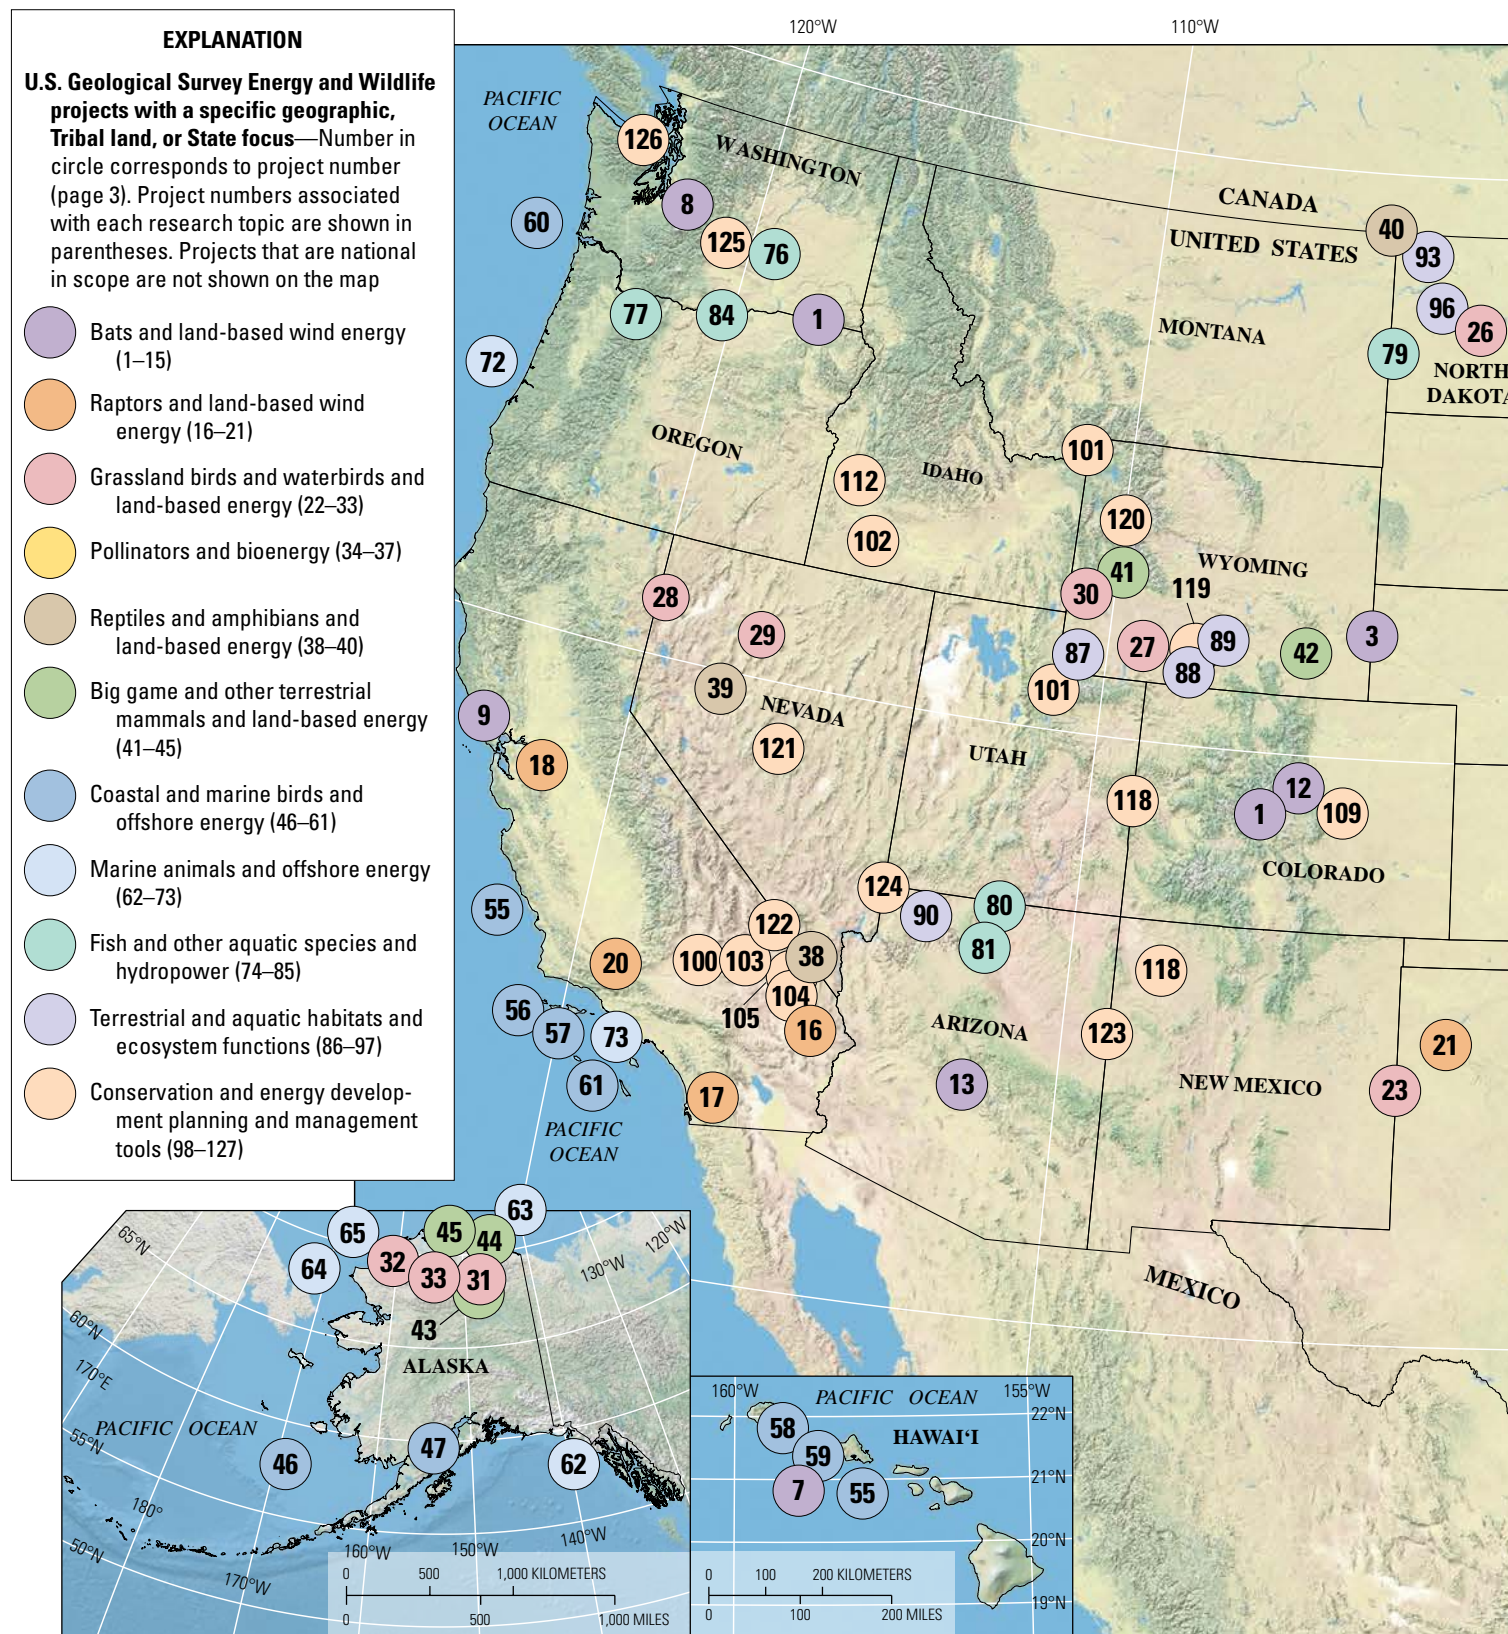 EXPLANATION
U.S. Geological Survey Energy and Wildlife
projects with a specific geographic,
Tribal land, or State focus—Number in
circle corresponds to project number
(page 3). Project numbers associated
with each research topic are shown in
parentheses. Projects that are national
in scope are not shown on the map
Bats and land-based wind energy
(1–15)
Raptors and land-based wind
energy (16–21)
Grassland birds and waterbirds and
land-based energy (22–33)
Pollinators and bioenergy (34–37)
Reptiles and amphibians and
land-based energy (38–40)
Big game and other terrestrial
mammals and land-based energy
(41–45)
Coastal and marine birds and
offshore energy (46–61)
Marine animals and offshore energy
(62–73)
Fish and other aquatic species and
hydropower (74–85)
Terrestrial and aquatic habitats and
ecosystem functions (86–97)
Conservation and energy develop-
ment planning and management
tools (98–127)
120°W
110°W
PACIFIC
OCEAN
126
WASHINGTON
8
60
125
76
CANADA
UNITED STATES
40
93
96
26
77
84
1
MONTANA
79
NORTH
DAKOTA
72
OREGON
101
112
IDAHO
102
120
WYOMING
41
119
30
28
29
87
27
89
88
42
3
101
39
NEVADA
9
18
121
UTAH
118
12
1
109
COLORADO
124
90
80
81
55
122
20
100
103
38
104
105
16
118
56
57
73
61
ARIZONA
123
21
13
NEW MEXICO
23
17
PACIFIC
OCEAN
MEXICO
65°N
65
45
63
44
120°W
64
32
33
31
130°W
43
60°N
170°E
ALASKA
PACIFIC OCEAN
55°N
46
47
62
180°
50°N
170°W
160°W
150°W
140°W
0
500
1,000 KILOMETERS
0
500
1,000 MILES
160°W
PACIFIC OCEAN
155°W
22°N
58
HAWAI‘I
59
21°N
7
55
20°N
0
100
200 KILOMETERS
19°N
0
100
200 MILES